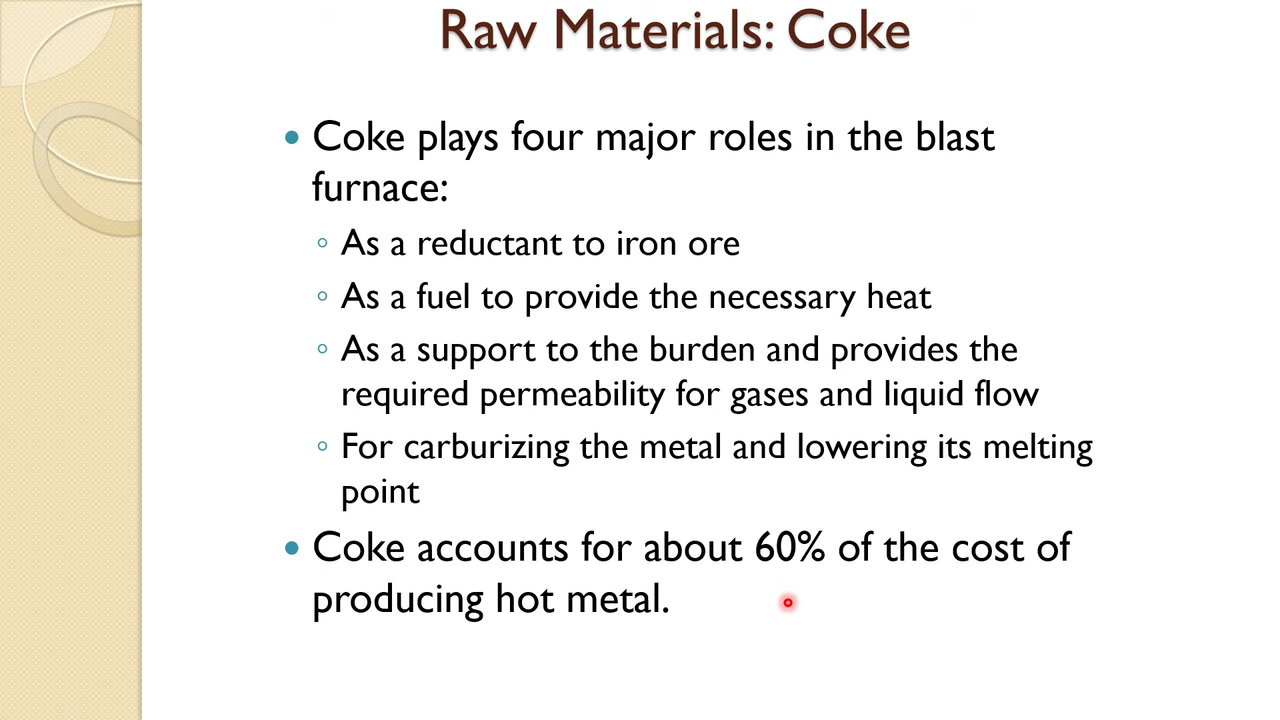 Raw Materials: Coke
• Coke plays four major roles in the blast
furnace:
◦ As a reductant to iron ore
◦ As a fuel to provide the necessary heat
◦ As a support to the burden and provides the
required permeability for gases and liquid flow
◦ For carburizing the metal and lowering its melting
point
• Coke accounts for about 60% of the cost of
producing hot metal.